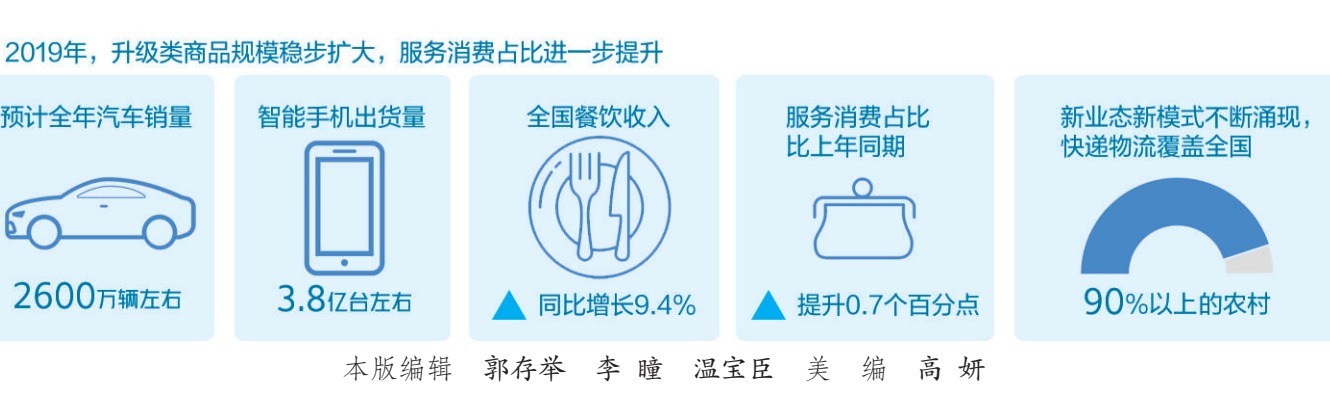 2019年，升级类商品规模稳步扩大，服务消费占比进一步提升
预计全年汽车销量
2600万辆左右
智能手机出货量
3.8亿台左右
全国餐饮收入
同比增长9.4%
服务消费占比
比上年同期
提升0.7个百分点
新业态新模式不断涌现，
快递物流覆盖全国
90%以上的农村
本版编辑 郭存举 李 瞳 温宝臣 美 编 高 妍